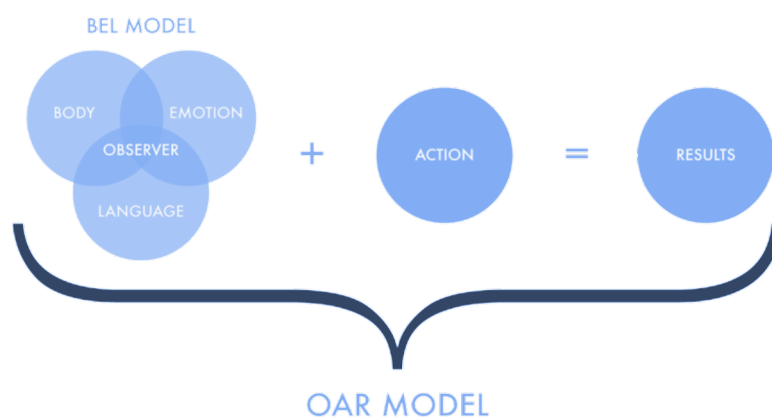 BEL MODEL
BODY
EMOTION
OBSERVER
LANGUAGE
+
ACTION
=
RESULTS
OAR MODEL